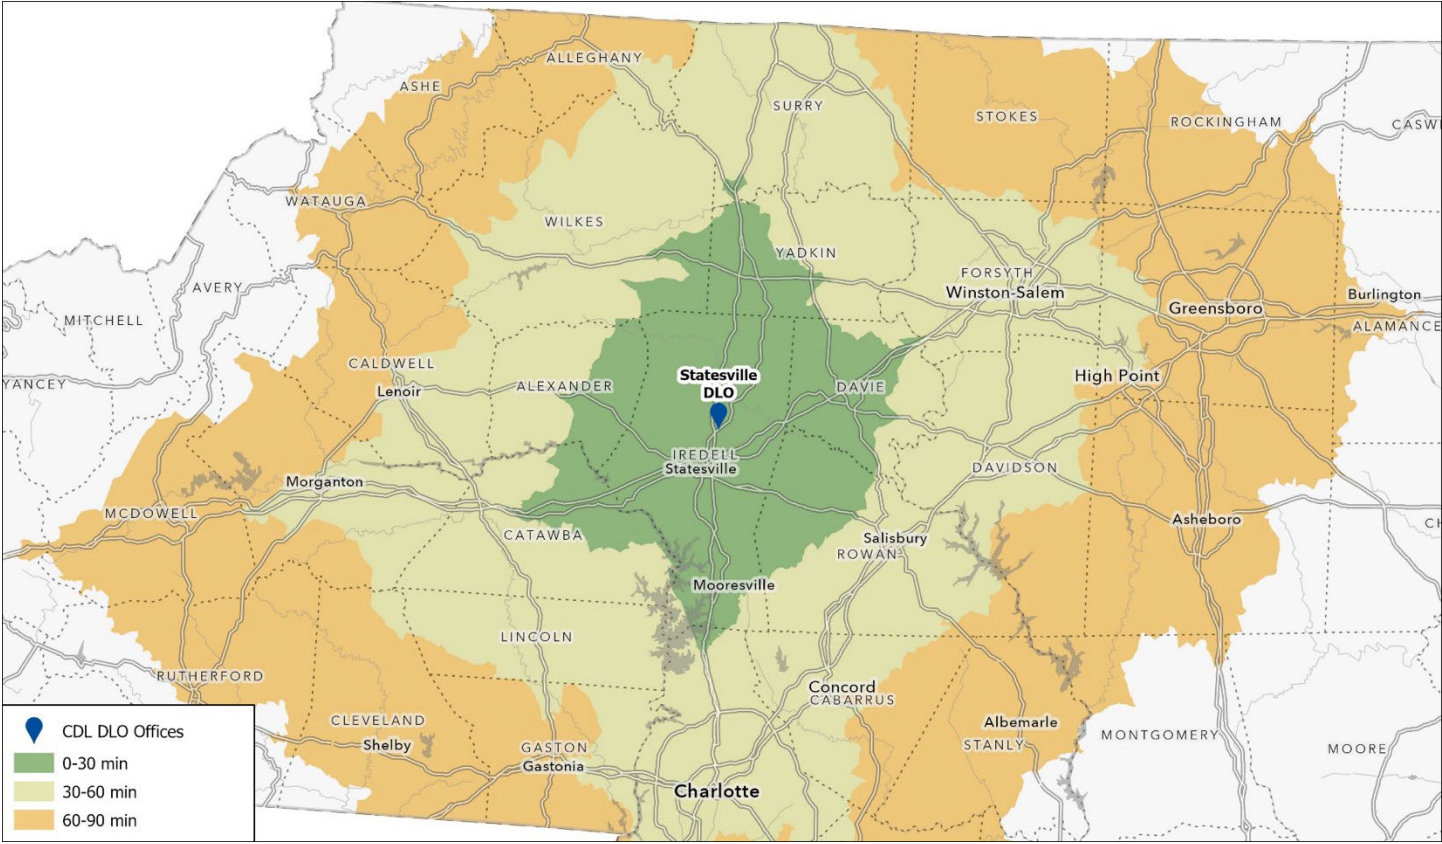 ALLEGHANY
ASHE
SURRY
STOKES
ROCKINGHAM
CASW
WATAUGA
WILKES
YADKIN
FORSYTH
Winston-Salem
AVERY
MITCHELL
Greensboro
Burlington
ALAMANCE
YANCEY
CALDWELL
Lenoir
ALEXANDER
Statesville
DLO
DAVIE
High Point
IREDELL
Statesville
DAVIDSON
Morganton
MCDOWELL
CATAWBA
Salisbury
ROWAN
Asheboro
CH
Mooresville
LINCOLN
RUTHERFORD
Concord
CABARRUS
CLEVELAND
Shelby
GASTON
Gastonia
Albemarle
STANLY
MONTGOMERY
MOORE
Charlotte
CDL DLO Offices
0-30 min
30-60 min
60-90 min